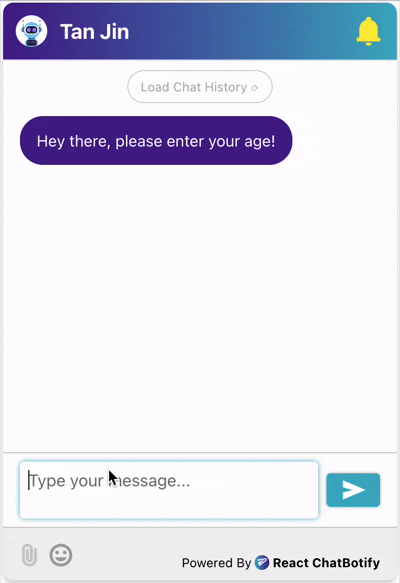 Tan Jin
Load Chat History
Hey there, please enter your age!
Type your message...
Powered By React ChatBotify